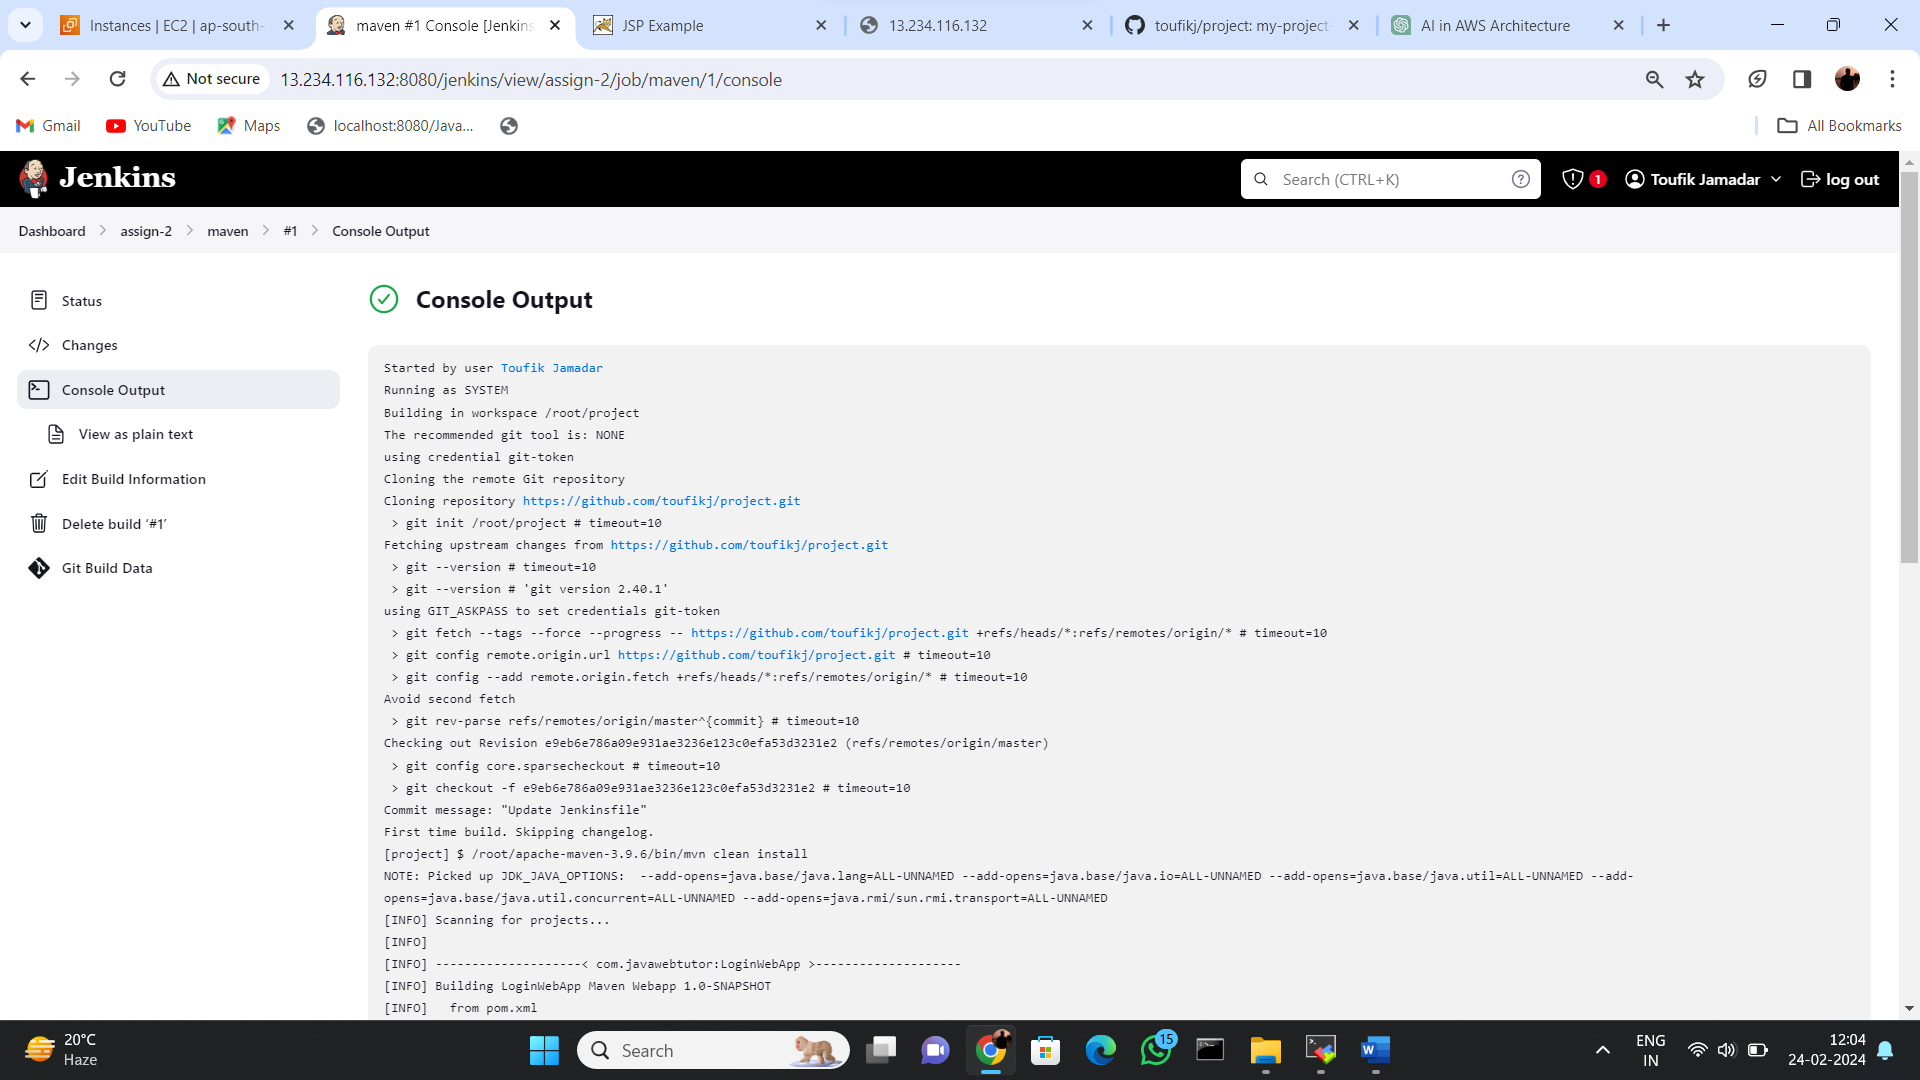 Instances | EC2 | ap-south-
maven #1 Console [Jenkins
JSP Example
13.234.116.132
toufikj/project: my-project-
AI in AWS Architecture
Not secure
13.234.116.132:8080/jenkins/view/assign-2/job/maven/1/console
Gmail
YouTube
Maps
localhost:8080/Java...
All Bookmarks
Jenkins
Search (CTRL+K)
1
Toufik Jamadar
log out
Dashboard
assign-2
maven
#1
Console Output
Status
Changes
Console Output
View as plain text
Edit Build Information
Delete build ‘#1’
Git Build Data
Console Output
Started by user Toufik Jamadar
Running as SYSTEM
Building in workspace /root/project
The recommended git tool is: NONE
using credential git-token
Cloning the remote Git repository
Cloning repository https://github.com/toufikj/project.git
> git init /root/project # timeout=10
Fetching upstream changes from https://github.com/toufikj/project.git
> git --version # timeout=10
> git --version # 'git version 2.40.1'
using GIT_ASKPASS to set credentials git-token
> git fetch --tags --force --progress -- https://github.com/toufikj/project.git +refs/heads/*:refs/remotes/origin/* # timeout=10
> git config remote.origin.url https://github.com/toufikj/project.git # timeout=10
> git config --add remote.origin.fetch +refs/heads/*:refs/remotes/origin/* # timeout=10
Avoid second fetch
> git rev-parse refs/remotes/origin/master^{commit} # timeout=10
Checking out Revision e9eb6e786a09e931ae3236e123c0efa53d3231e2 (refs/remotes/origin/master)
> git config core.sparsecheckout # timeout=10
> git checkout -f e9eb6e786a09e931ae3236e123c0efa53d3231e2 # timeout=10
Commit message: "Update Jenkinsfile"
First time build. Skipping changelog.
[project] $ /root/apache-maven-3.9.6/bin/mvn clean install
NOTE: Picked up JDK_JAVA_OPTIONS:  --add-opens=java.base/java.lang=ALL-UNNAMED --add-opens=java.base/java.io=ALL-UNNAMED --add-opens=java.base/java.util=ALL-UNNAMED --add-
opens=java.base/java.util.concurrent=ALL-UNNAMED --add-opens=java.rmi/sun.rmi.transport=ALL-UNNAMED
[INFO] Scanning for projects...
[INFO]
[INFO] --------------------< com.javawebtutor:LoginWebApp >--------------------
[INFO] Building LoginWebApp Maven Webapp 1.0-SNAPSHOT
[INFO]   from pom.xml
20°C
Haze
Search
15
ENG
IN
12:04
24-02-2024